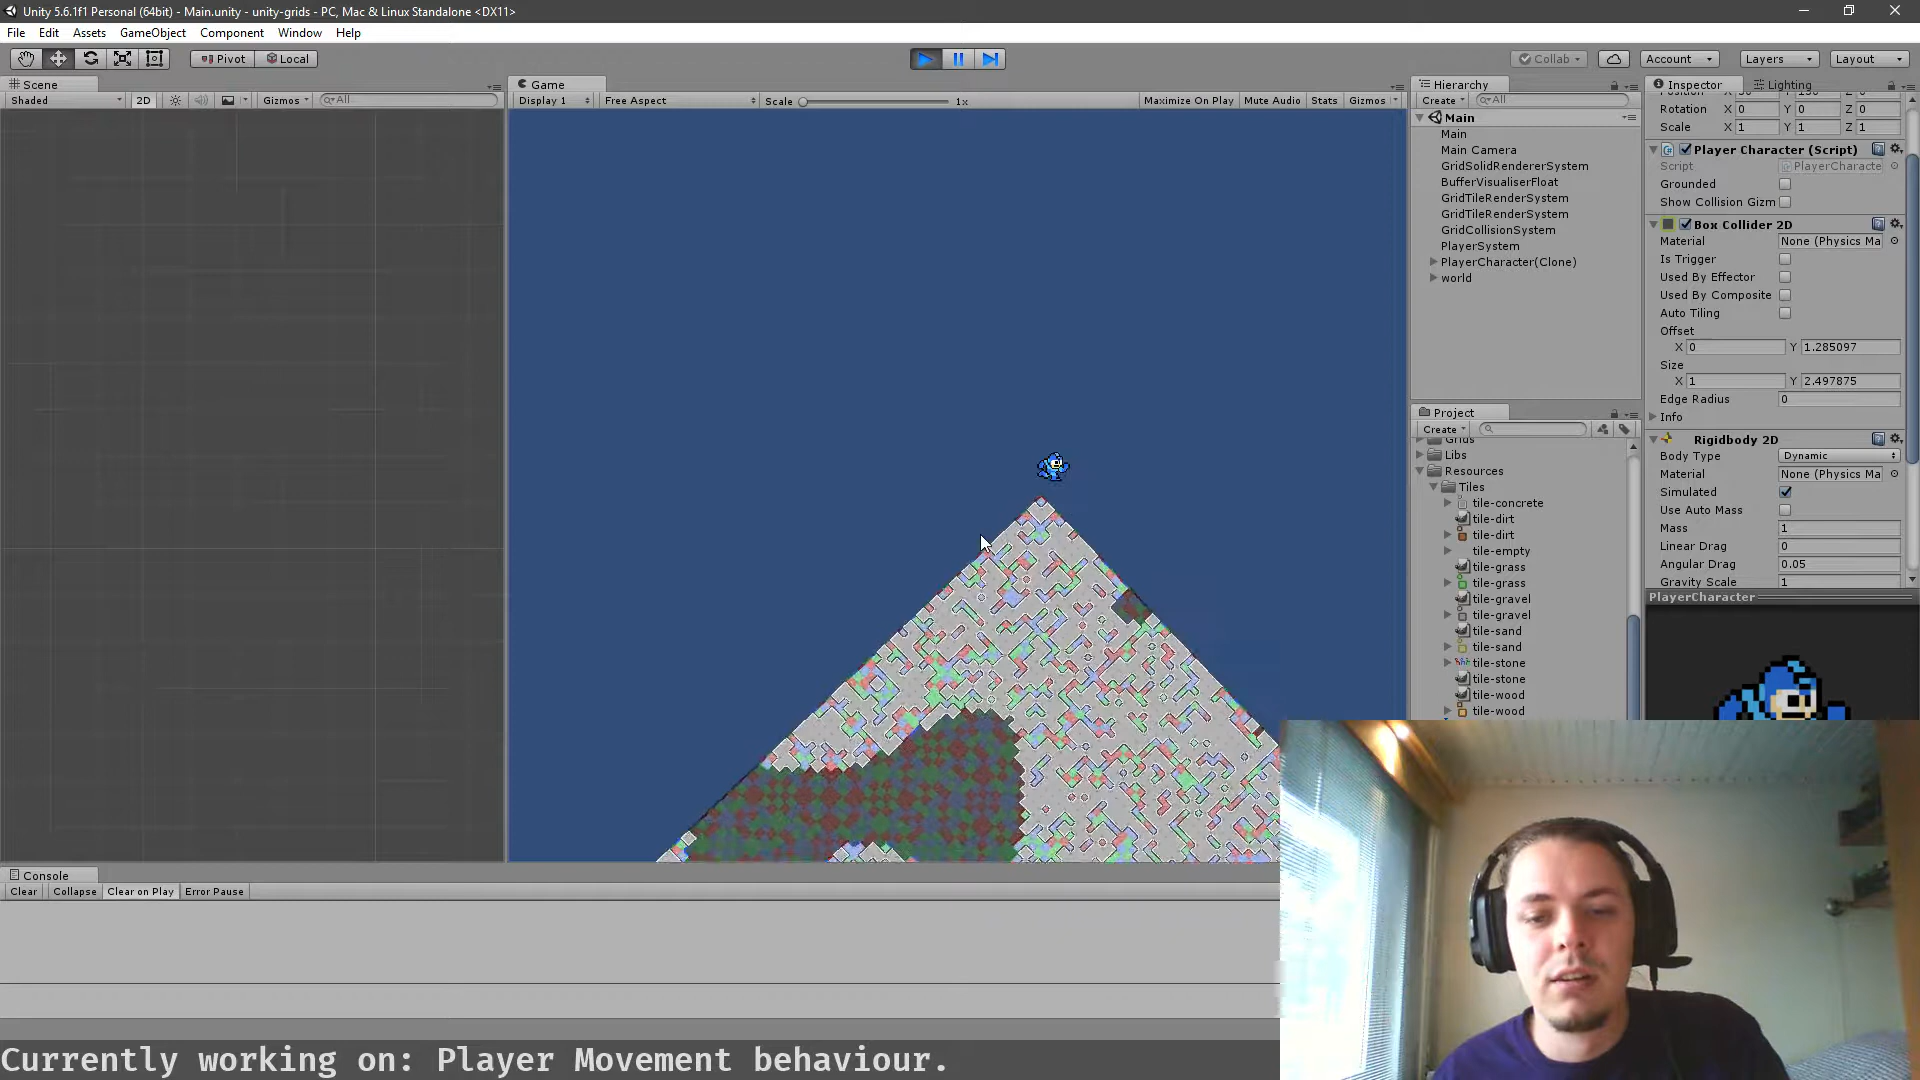 Unity 5.6.1f1 Personal (64bit) - Main.unity - unity-grids - PC, Mac & Linux Standalone <DX11>
File Edit Assets GameObject Component Window Help
Pivot Local Collab Account Layers Layout
Scene
Shaded 2D Gizmos All
Game
Display 1 Free Aspect Scale 1x Maximize On Play Mute Audio Stats Gizmos
Hierarchy
Create All
Main
Main
Main Camera
GridSolidRendererSystem
BufferVisualiserFloat
GridTileRenderSystem
GridTileRenderSystem
GridCollisionSystem
PlayerSystem
PlayerCharacter(Clone)
world
Project
Create
Grids
Libs
Resources
Tiles
tile-concrete
tile-dirt
tile-dirt
tile-empty
tile-grass
tile-grass
tile-gravel
tile-gravel
tile-sand
tile-sand
tile-stone
tile-stone
tile-wood
tile-wood
Inspector Lighting
Rotation X 0 Y 0 Z 0
Scale X 1 Y 1 Z 1
Player Character (Script)
Script PlayerCharacte
Grounded
Show Collision Gizm
Box Collider 2D
Material None (Physics Ma
Is Trigger
Used By Effector
Used By Composite
Auto Tiling
Offset
X 0 Y 1.285097
Size
X 1 Y 2.497875
Edge Radius 0
Info
Rigidbody 2D
Body Type Dynamic
Material None (Physics Ma
Simulated
Use Auto Mass
Mass 1
Linear Drag 0
Angular Drag 0.05
Gravity Scale 1
PlayerCharacter
Console
Clear Collapse Clear on Play Error Pause
Currently working on: Player Movement behaviour.